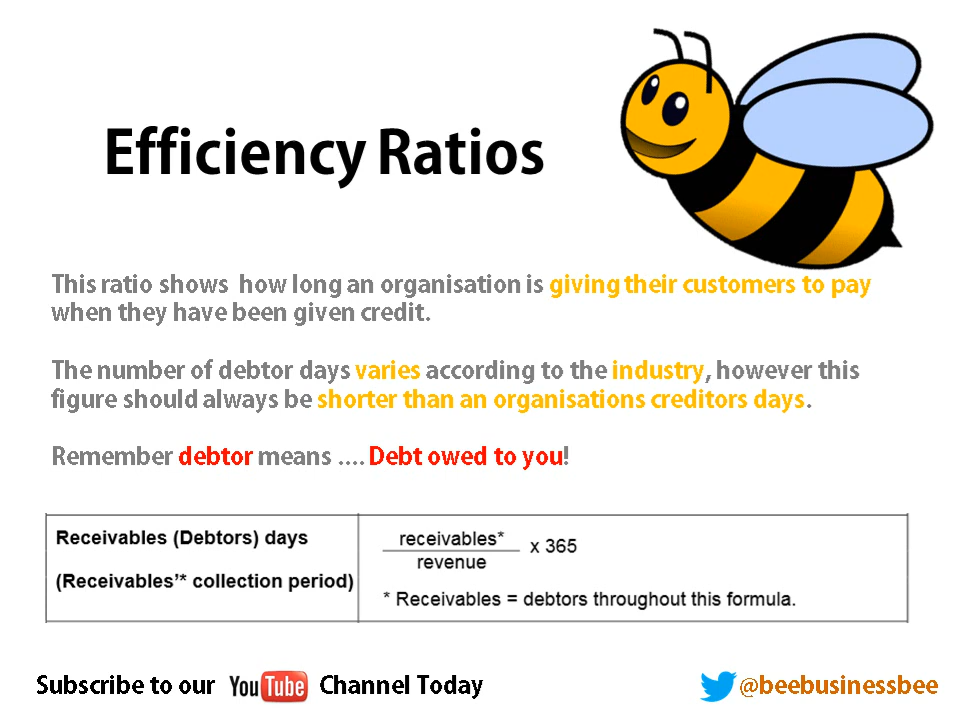 Efficiency Ratios
This ratio shows  how long an organisation is giving their customers to pay
when they have been given credit.
The number of debtor days varies according to the industry, however this
figure should always be shorter than an organisations creditors days.
Remember debtor means .... Debt owed to you!
Receivables (Debtors) days
(Receivables'* collection period)
receivables*
revenue
x 365
* Receivables = debtors throughout this formula.
Subscribe to our YouTube Channel Today
@beebusinessbee